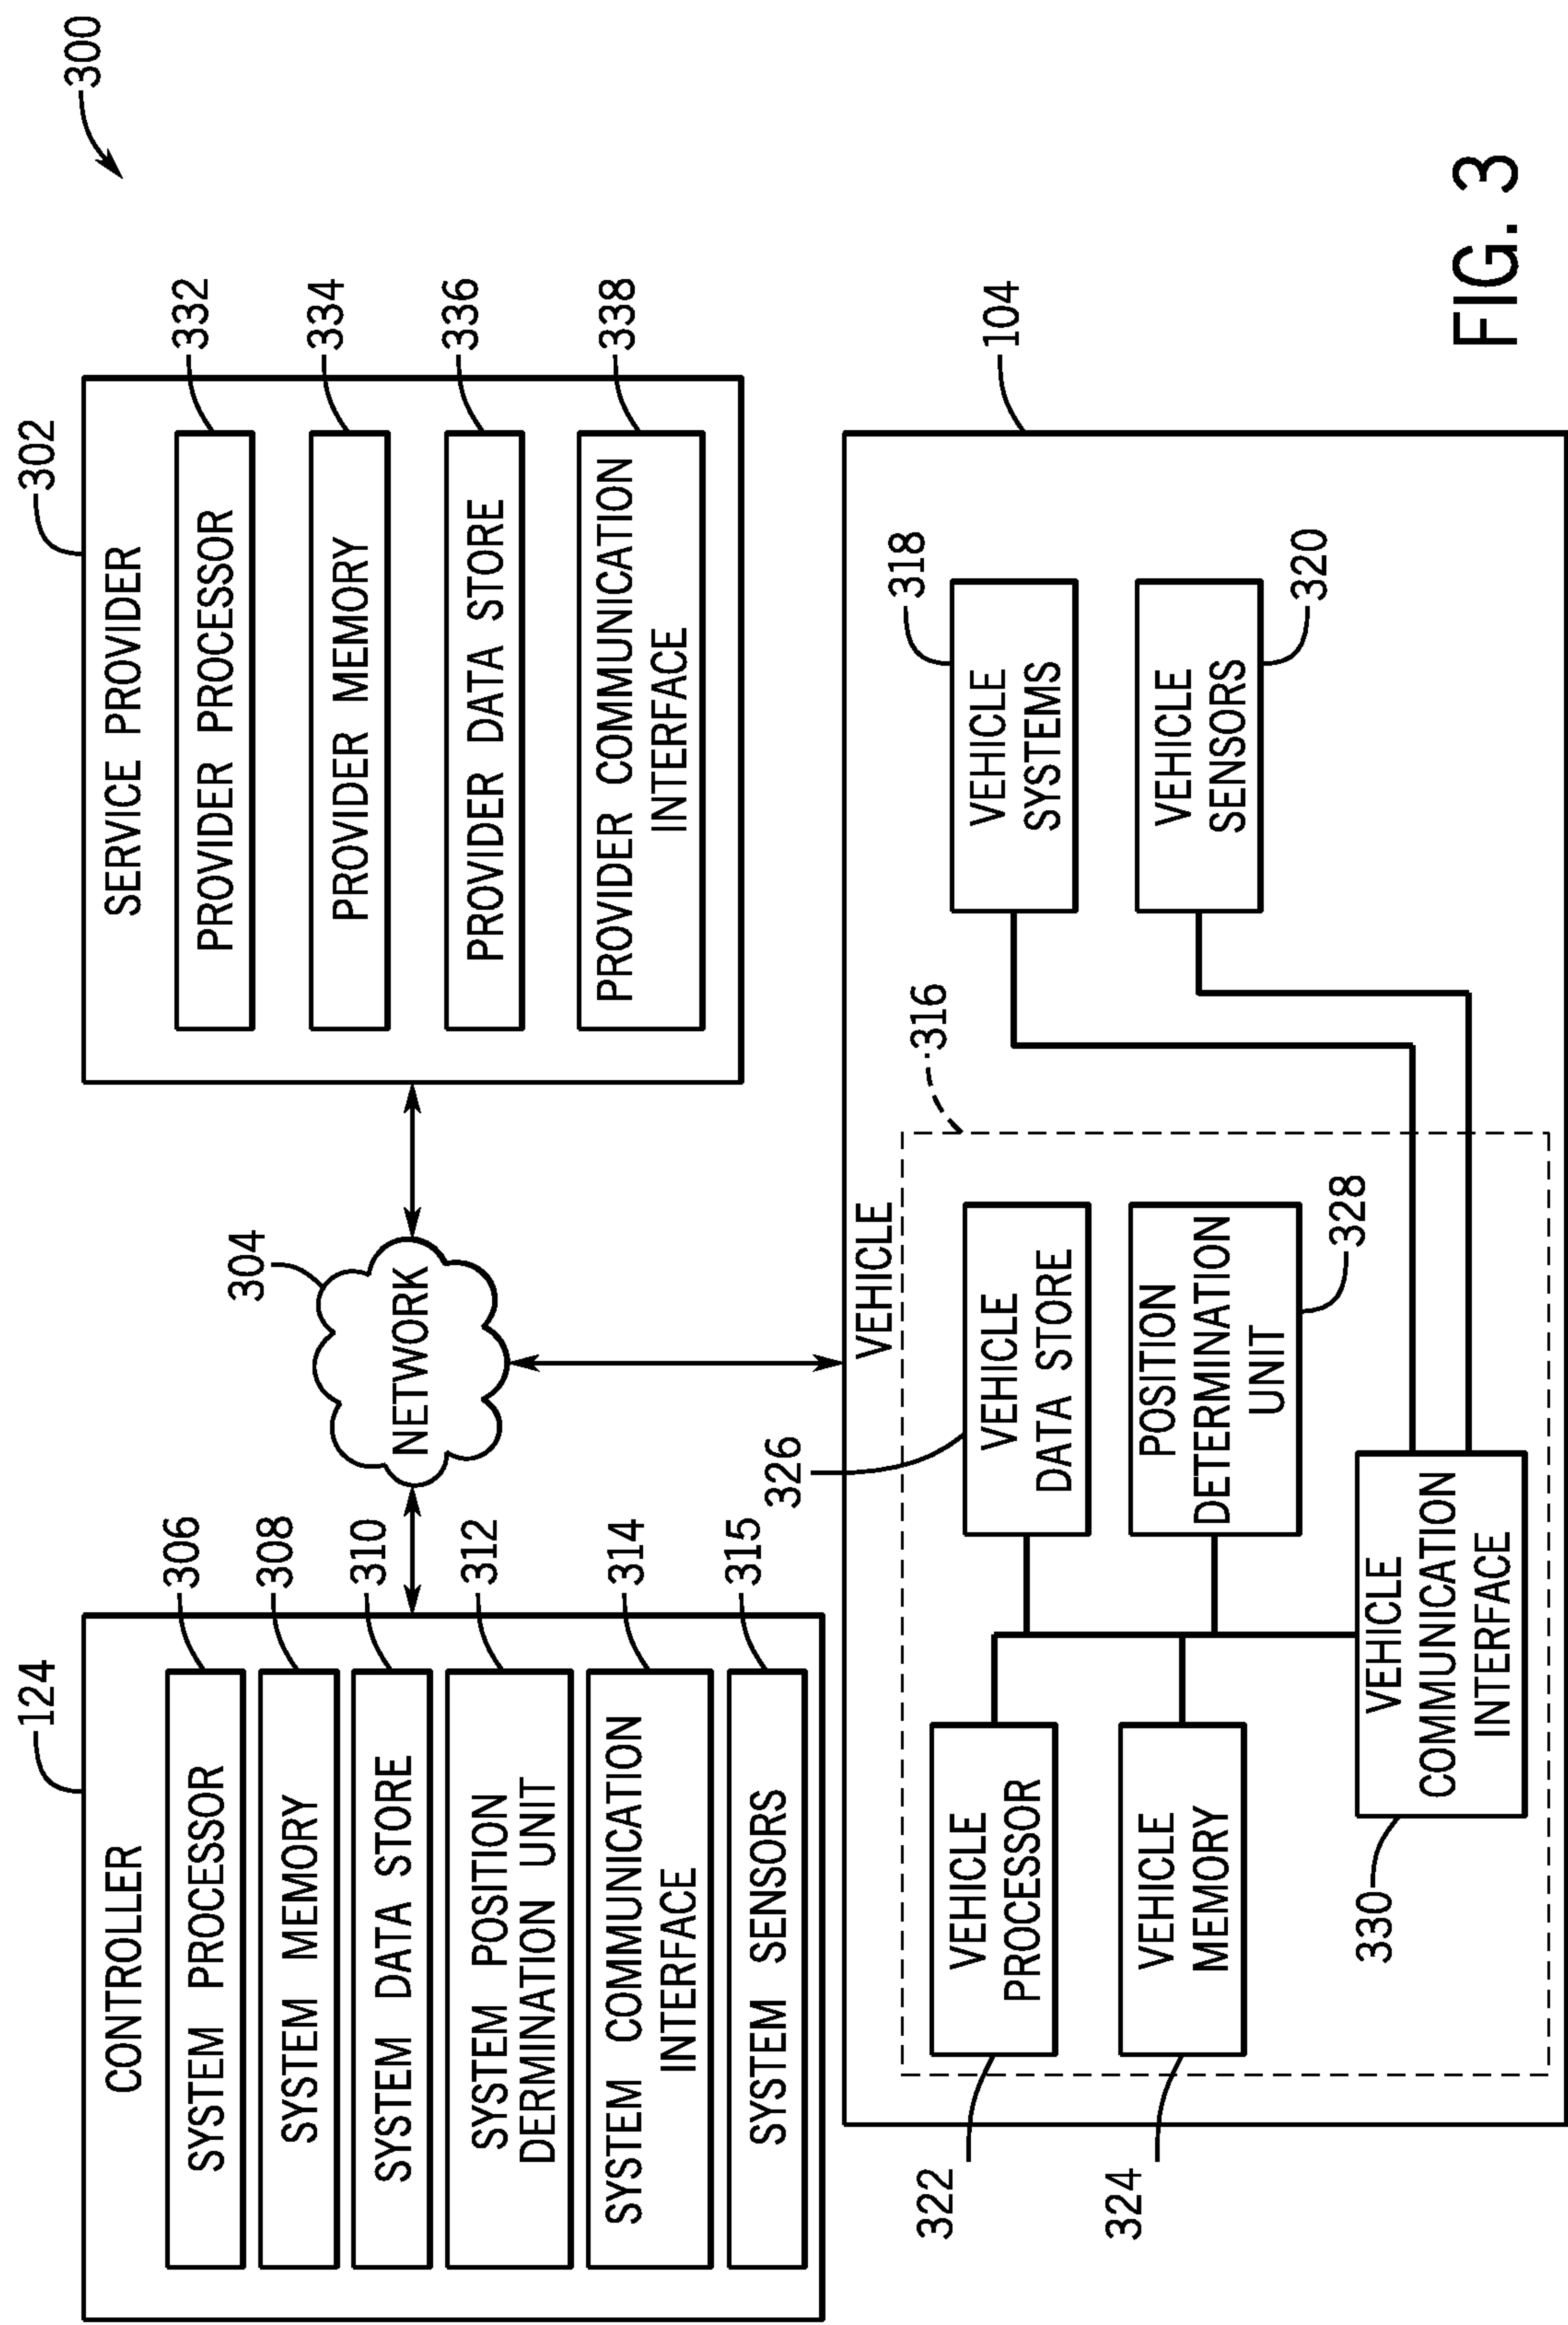 300
124
CONTROLLER
SYSTEM PROCESSOR
306
SYSTEM MEMORY
308
SYSTEM DATA STORE
310
SYSTEM POSITION
DERMINATION UNIT
312
SYSTEM COMMUNICATION
INTERFACE
314
SYSTEM SENSORS
315
304
NETWORK
302
SERVICE PROVIDER
PROVIDER PROCESSOR
332
PROVIDER MEMORY
334
PROVIDER DATA STORE
336
PROVIDER COMMUNICATION
INTERFACE
338
VEHICLE
104
316
322
VEHICLE
PROCESSOR
324
VEHICLE
MEMORY
326
VEHICLE
DATA STORE
POSITION
DETERMINATION
UNIT
328
330
VEHICLE
COMMUNICATION
INTERFACE
318
VEHICLE
SYSTEMS
VEHICLE
SENSORS
320
FIG. 3